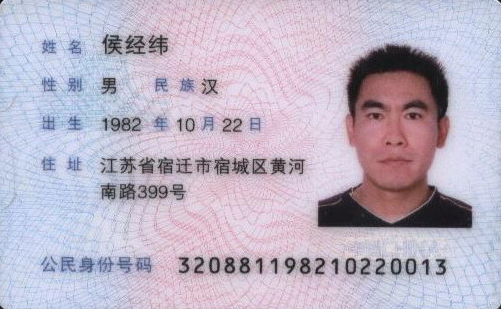 姓名 侯经纬
性别 男 民族 汉
出生 1982 年 10 月 22 日
住址 江苏省宿迁市宿城区黄河
南路399号
公民身份号码 320881198210220013